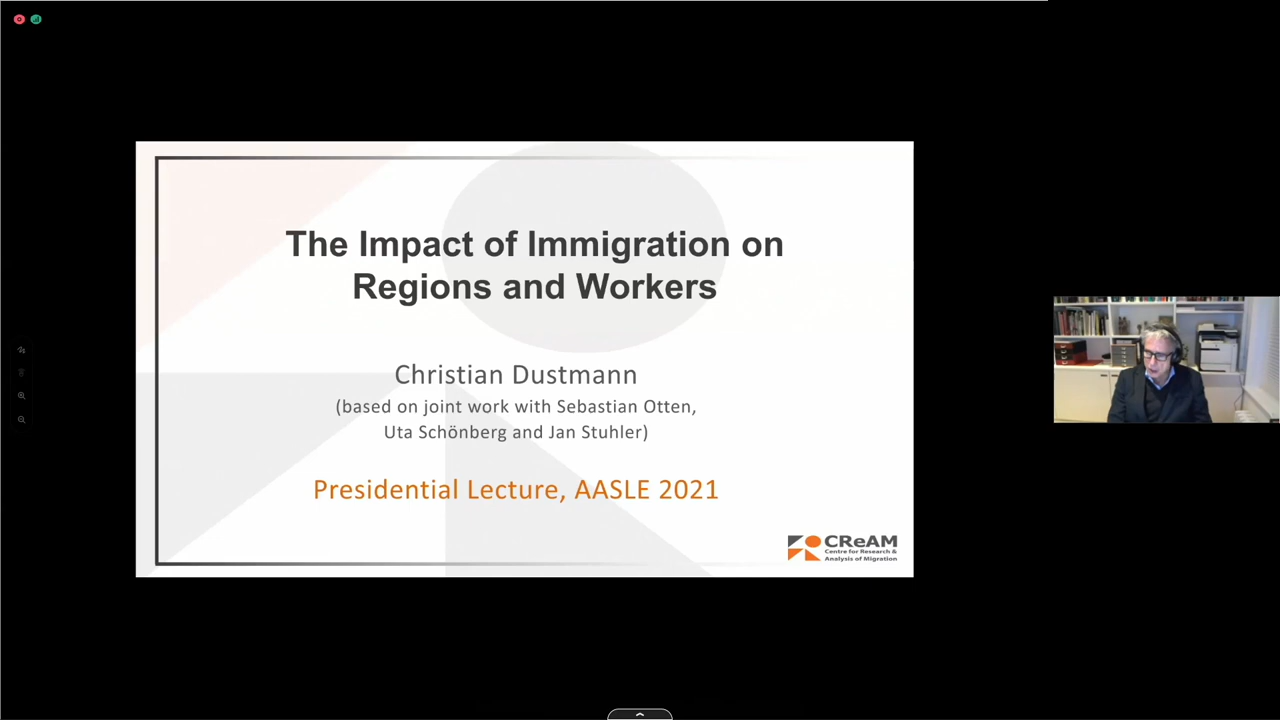 The Impact of Immigration on
Regions and Workers
Christian Dustmann
(based on joint work with Sebastian Otten,
Uta Schönberg and Jan Stuhler)
Presidential Lecture, AASLE 2021
CReAM
Centre for Research &
Analysis of Migration